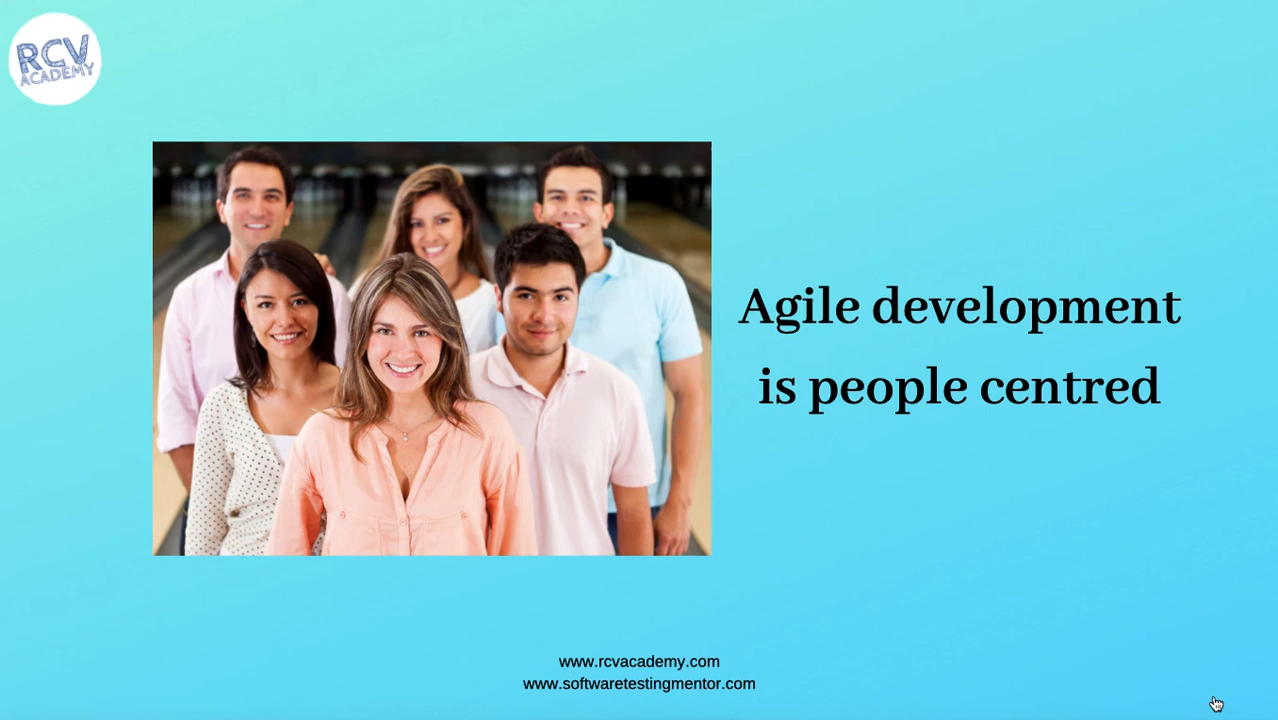 RCV
ACADEMY
Agile development
is people centred
www.rcvacademy.com
www.softwaretestingmentor.com